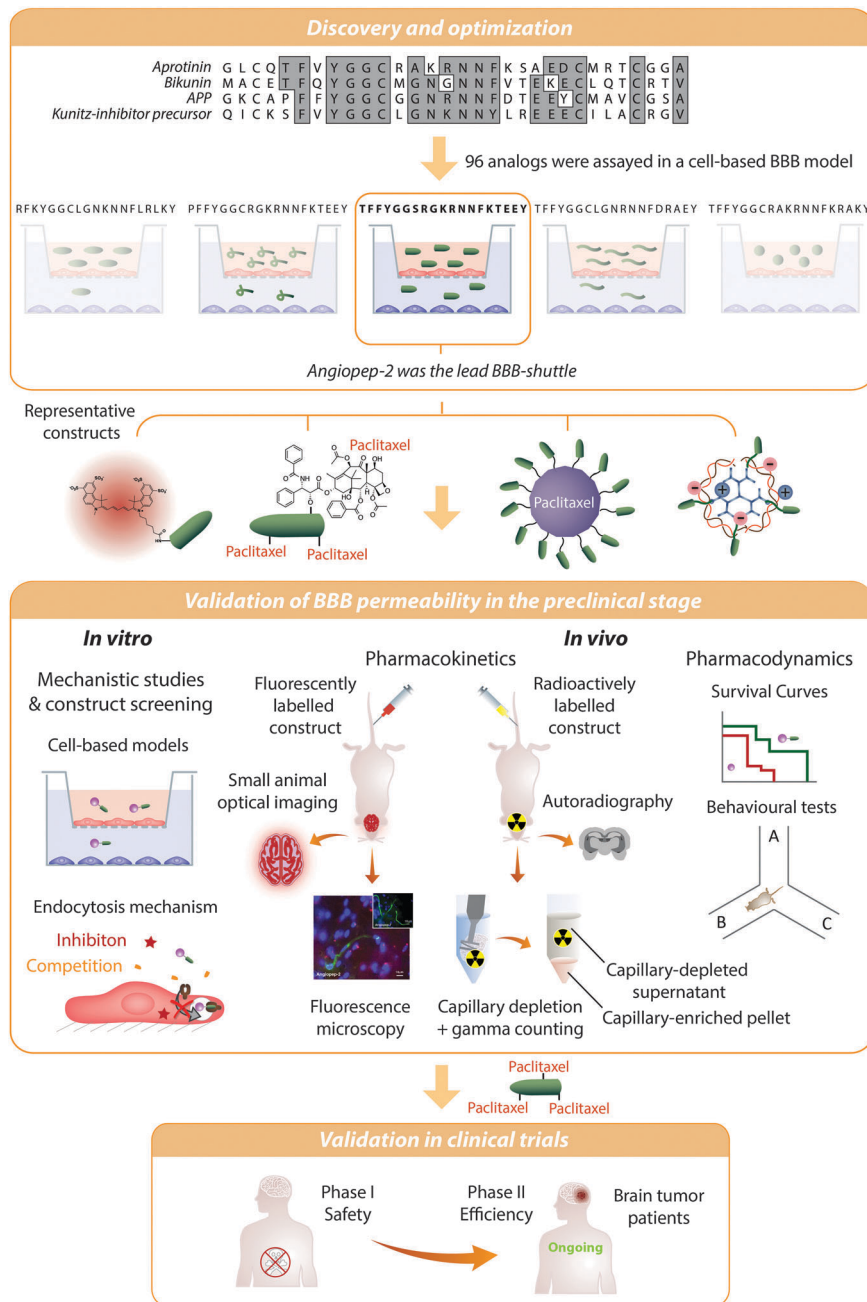 Discovery and optimization
Aprotinin G L C Q T F V Y G G C R A K R N N F K S A E D C M R T C G G A
Bikunin M A C E T F Q Y G G C M G N G N N F V T E K E C L Q T C R T V
APP G K C A P F F Y G G C G G N R N N F D T E E Y C M A V C G S A
Kunitz-inhibitor precursor Q I C K S F V Y G G C L G N K N N Y L R E E E C I L A C R G V
96 analogs were assayed in a cell-based BBB model
RFKYGGCLGNKNNFLRLKY PFFYGGCRGKRNNFKTEEY TFFYGGSRGKRNNFKTEEY TFFYGGCLGNRNNFDRAEY TFFYGGCRAKRNNFKRAKY
Angiopep-2 was the lead BBB-shuttle
Representative
constructs
Paclitaxel
Paclitaxel
Paclitaxel
Paclitaxel
Validation of BBB permeability in the preclinical stage
In vitro
Mechanistic studies
& construct screening
Cell-based models
Endocytosis mechanism
Inhibiton
Competition
In vivo
Pharmacokinetics
Fluorescently
labelled
construct
Small animal
optical imaging
Angiopep-2
Fluorescence
microscopy
Radioactively
labelled
construct
Autoradiography
Capillary depletion
+ gamma counting
Capillary-depleted
supernatant
Capillary-enriched pellet
Pharmacodynamics
Survival Curves
Behavioural tests
A
B
C
Paclitaxel
Paclitaxel
Paclitaxel
Validation in clinical trials
Phase I
Safety
Phase II
Efficiency
Brain tumor
patients
Ongoing